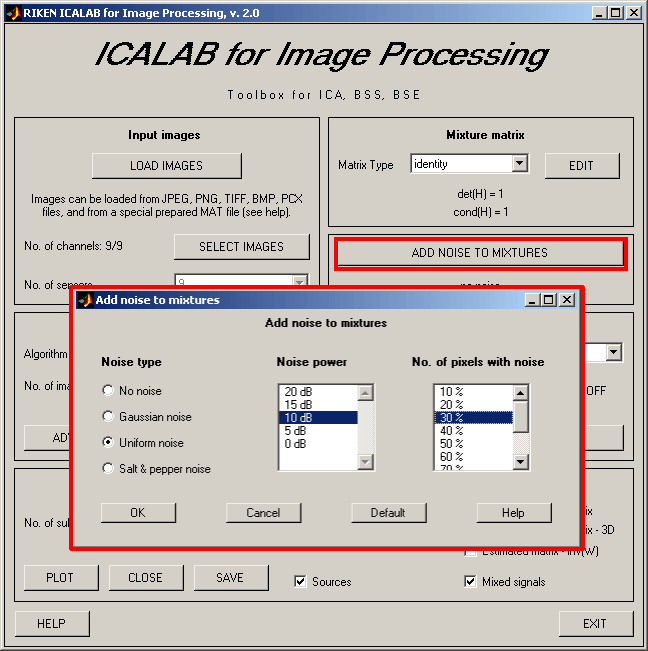 RIKEN ICALAB for Image Processing, v. 2.0
ICALAB for Image Processing
Toolbox for ICA, BSS, BSE
Input images
LOAD IMAGES
Images can be loaded from JPEG, PNG, TIFF, BMP, PCX
files, and from a special prepared MAT file (see help).
No. of channels: 9/9
SELECT IMAGES
No. of sensors
9
Mixture matrix
Matrix Type
identity
EDIT
det(H) = 1
cond(H) = 1
ADD NOISE TO MIXTURES
no noise
Algorithm
No. of ima
OFF
ADV
Add noise to mixtures
Add noise to mixtures
Noise type
No noise
Gaussian noise
Uniform noise
Salt & pepper noise
Noise power
20 dB
15 dB
10 dB
5 dB
0 dB
No. of pixels with noise
10 %
20 %
30 %
40 %
50 %
60 %
70 %
OK
Cancel
Default
Help
No. of sul
ix
ix - 3D
Estimated matrix - inv(W)
PLOT
CLOSE
SAVE
Sources
Mixed signals
HELP
EXIT